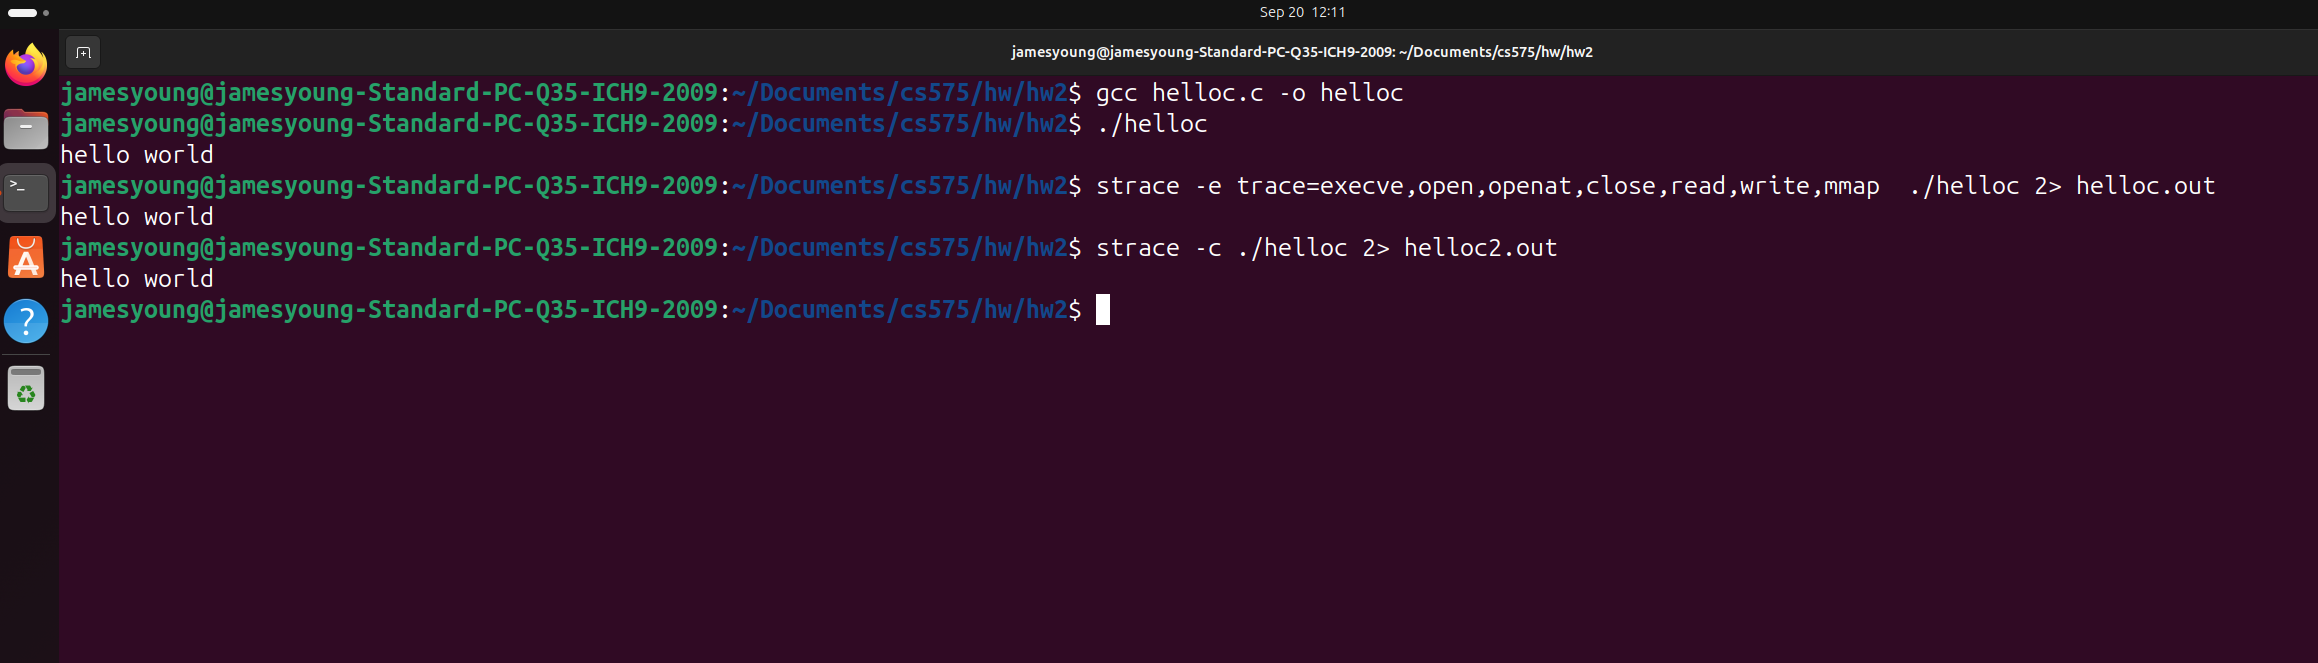 Sep 20 12:11
jamesyoung@jamesyoung-Standard-PC-Q35-ICH9-2009: ~/Documents/cs575/hw/hw2
jamesyoung@jamesyoung-Standard-PC-Q35-ICH9-2009:~/Documents/cs575/hw/hw2$ gcc helloc.c -o helloc
jamesyoung@jamesyoung-Standard-PC-Q35-ICH9-2009:~/Documents/cs575/hw/hw2$ ./helloc
hello world
jamesyoung@jamesyoung-Standard-PC-Q35-ICH9-2009:~/Documents/cs575/hw/hw2$ strace -e trace=execve,open,openat,close,read,write,mmap  ./helloc 2> helloc.out
hello world
jamesyoung@jamesyoung-Standard-PC-Q35-ICH9-2009:~/Documents/cs575/hw/hw2$ strace -c ./helloc 2> helloc2.out
hello world
jamesyoung@jamesyoung-Standard-PC-Q35-ICH9-2009:~/Documents/cs575/hw/hw2$